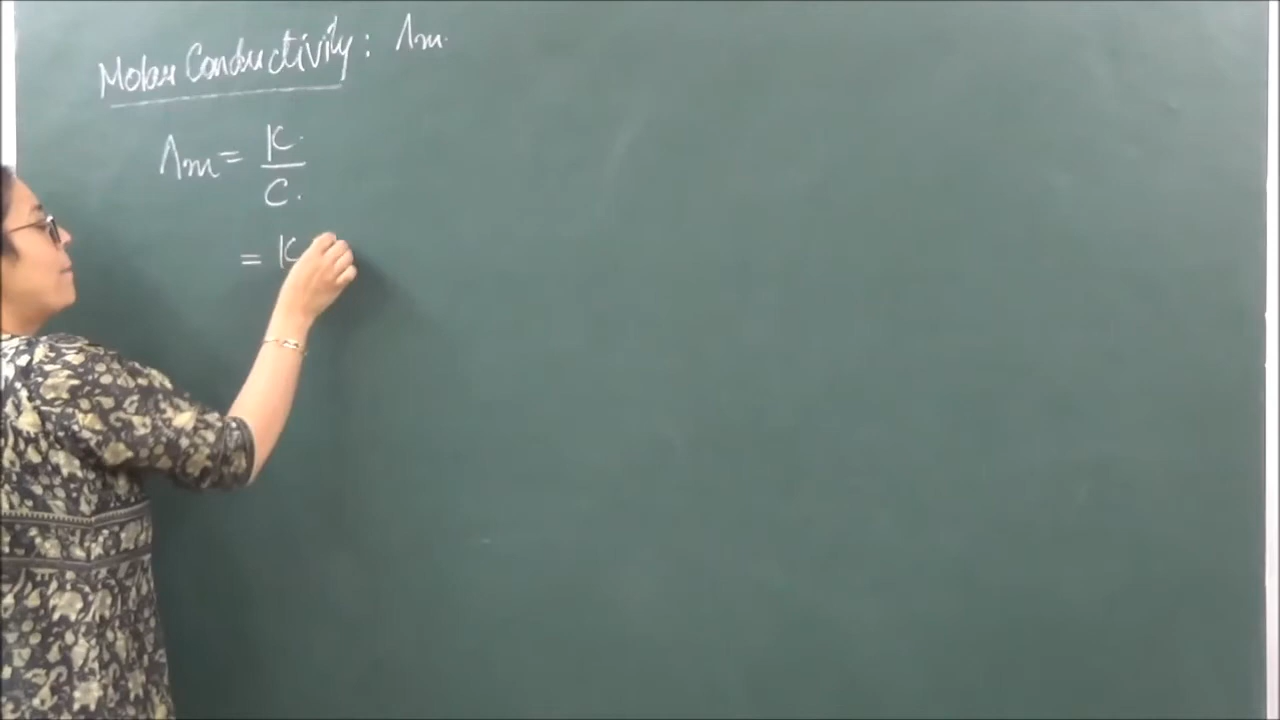 Molar Conductivity : Λm.
Λm = K / C.
= K